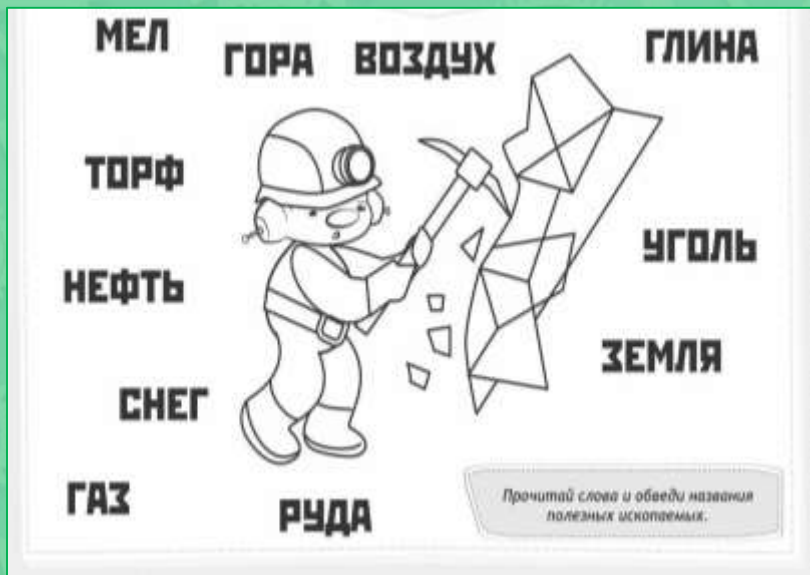 МЕЛ
ГОРА ВОЗДУХ
ГЛИНА
ТОРФ
УГОЛЬ
НЕФТЬ
ЗЕМЛЯ
СНЕГ
ГАЗ
РУДА
Прочитай слова и обведи названия
полезных ископаемых.